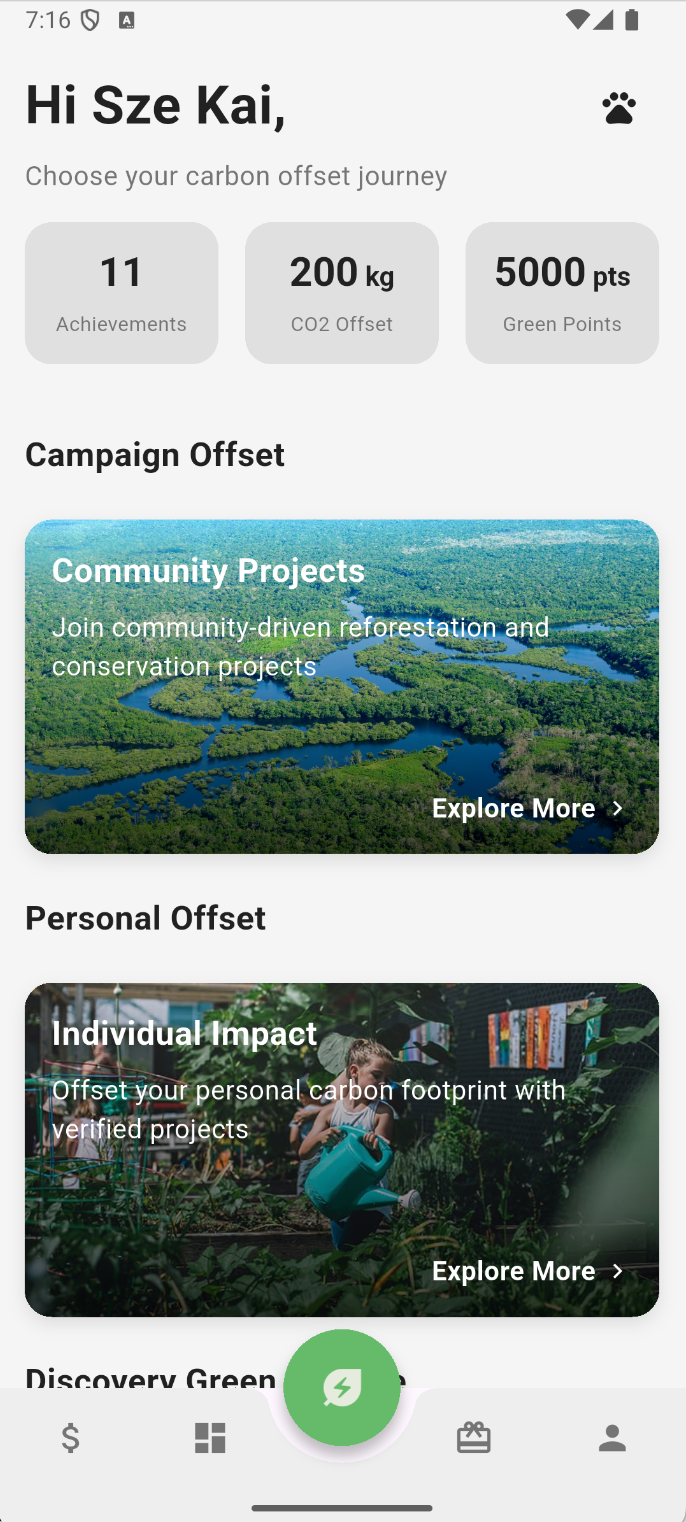 7:16
Hi Sze Kai,
Choose your carbon offset journey
11
Achievements
200 kg
CO2 Offset
5000 pts
Green Points
Campaign Offset
Community Projects
Join community-driven reforestation and
conservation projects
Explore More
Personal Offset
Individual Impact
Offset your personal carbon footprint with
verified projects
Explore More
Discovery Green